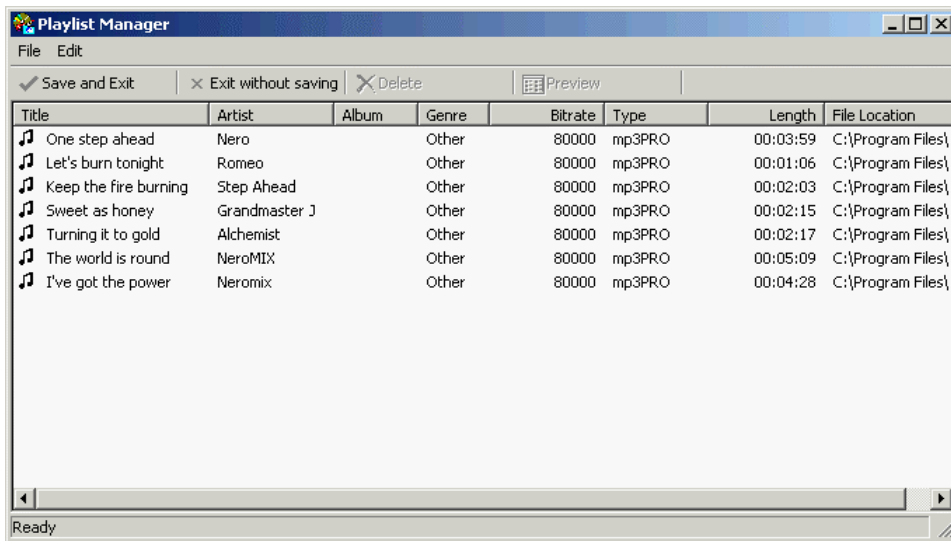 Playlist Manager
File Edit
Save and Exit Exit without saving Delete Preview
Title Artist Album Genre Bitrate Type Length File Location
One step ahead Nero Other 80000 mp3PRO 00:03:59 C:\Program Files\
Let's burn tonight Romeo Other 80000 mp3PRO 00:01:06 C:\Program Files\
Keep the fire burning Step Ahead Other 80000 mp3PRO 00:02:03 C:\Program Files\
Sweet as honey Grandmaster J Other 80000 mp3PRO 00:02:15 C:\Program Files\
Turning it to gold Alchemist Other 80000 mp3PRO 00:02:17 C:\Program Files\
The world is round NeroMIX Other 80000 mp3PRO 00:05:09 C:\Program Files\
I've got the power Neromix Other 80000 mp3PRO 00:04:28 C:\Program Files\
Ready